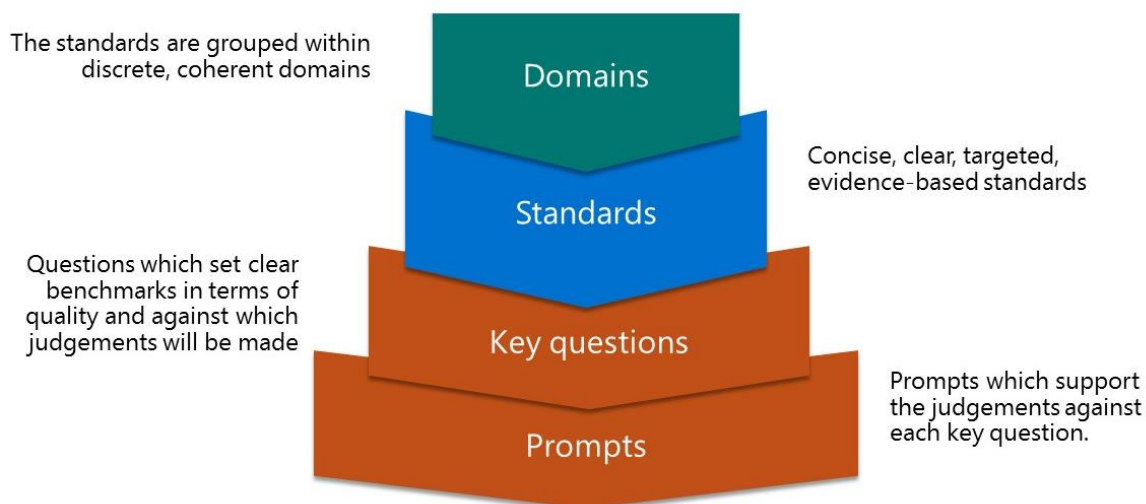 The standards are grouped within
discrete, coherent domains
Domains
Concise, clear, targeted,
evidence-based standards
Standards
Questions which set clear
benchmarks in terms of
quality and against which
judgements will be made
Key questions
Prompts which support
the judgements against
each key question.
Prompts